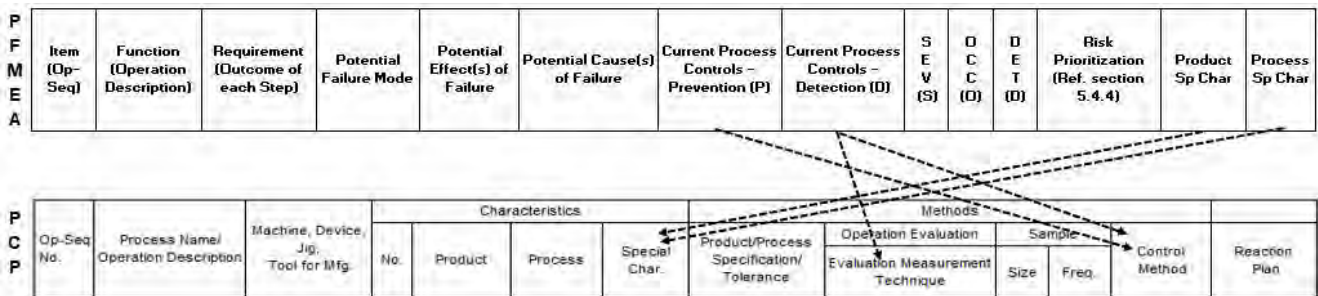 P
F
M
E
A
Item
(Op-
Seq)
Function
(Operation
Description)
Requirement
(Outcome of
each Step)
Potential
Failure Mode
Potential
Effect(s) of
Failure
Potential Cause(s)
of Failure
Current Process
Controls –
Prevention (P)
Current Process
Controls –
Detection (D)
S
E
V
(S)
O
C
C
(O)
D
E
T
(D)
Risk
Prioritization
(Ref. section
5.4.4)
Product
Sp Char
Process
Sp Char
P
C
P
Op-Seq
No.
Process Name/
Operation Description
Machine, Device,
Jig,
Tool for Mfg.
Characteristics
No.
Product
Process
Special
Char.
Methods
Product/Process
Specification/
Tolerance
Operation Evaluation
Evaluation Measurement
Technique
Sample
Size
Freq.
Control
Method
Reaction
Plan